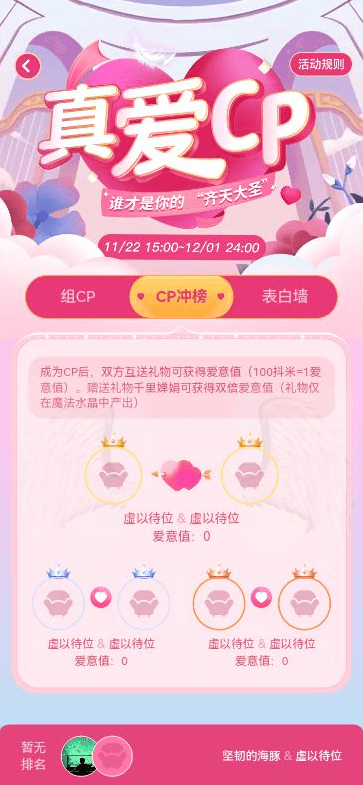 活动规则
真爱CP
谁才是你的“齐天大圣”
11/22 15:00~12/01 24:00
组CP
CP冲榜
表白墙
成为CP后，双方互送礼物可获得爱意值（100抖米=1爱
意值）。赠送礼物千里婵娟可获得双倍爱意值（礼物仅
在魔法水晶中产出）
虚以待位 & 虚以待位
爱意值：0
虚以待位 & 虚以待位
爱意值：0
虚以待位 & 虚以待位
爱意值：0
暂无
排名
坚韧的海豚 & 虚以待位